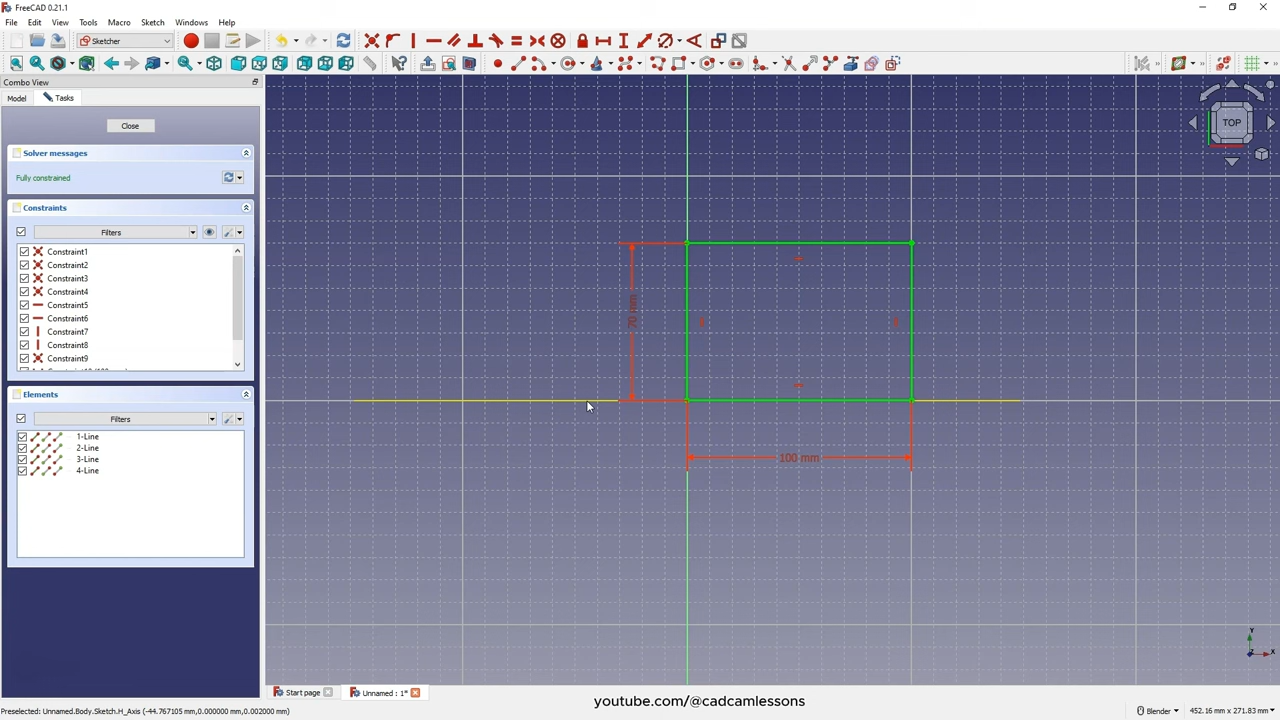 FreeCAD 0.21.1
File Edit View Tools Macro Sketch Windows Help
Sketcher
Combo View
Model Tasks
TOP
Close
Solver messages
Fully constrained
Constraints
Filters
Constraint1
Constraint2
Constraint3
Constraint4
Constraint5
Constraint6
Constraint7
Constraint8
Constraint9
Elements
Filters
1-Line
2-Line
3-Line
4-Line
70 mm
100 mm
Y
Z X
Start page Unnamed : 1*
youtube.com/@cadcamlessons
Preselected: Unnamed.Body.Sketch.H_Axis (-44.767105 mm,0.000000 mm,0.002000 mm) Blender 452.16 mm x 271.83 mm